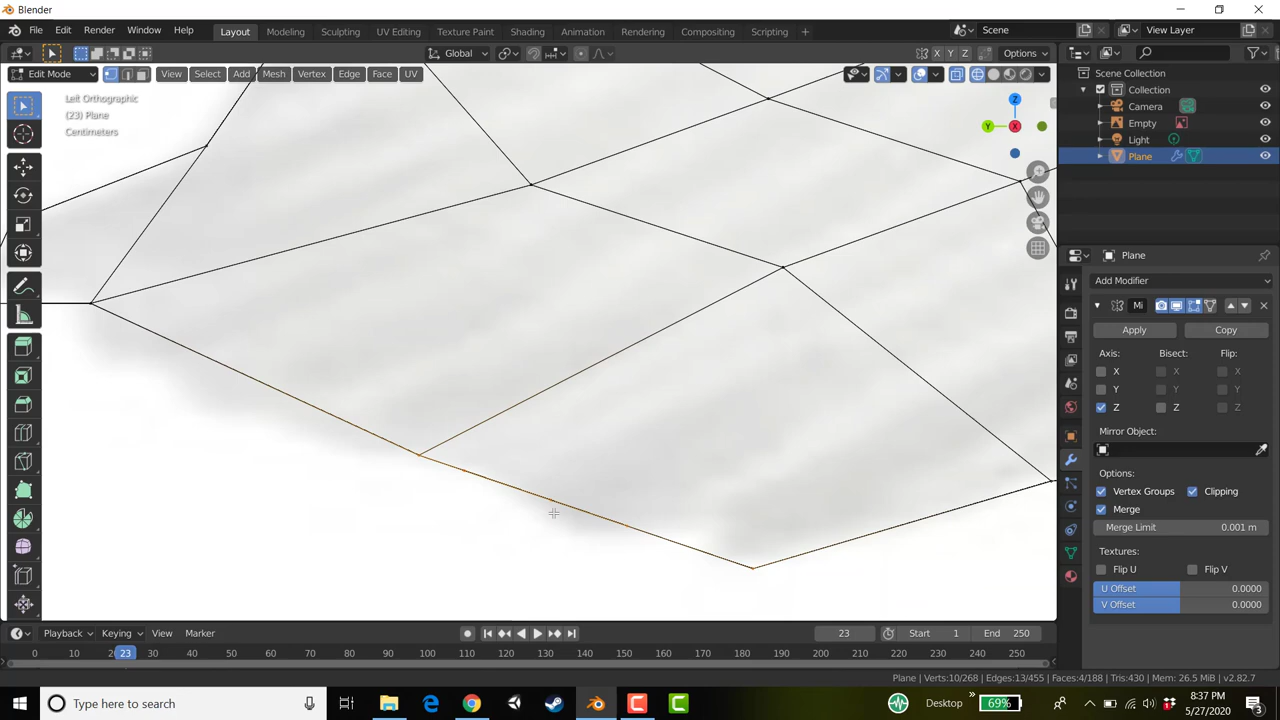 Blender
File Edit Render Window Help Layout Modeling Sculpting UV Editing Texture Paint Shading Animation Rendering Compositing Scripting + Scene View Layer
Global X Y Z Options
Edit Mode View Select Add Mesh Vertex Edge Face UV
Left Orthographic
(23) Plane
Centimeters
Z
Y X
Scene Collection
Collection
Camera
Empty
Light
Plane
Plane
Add Modifier
Mi
Apply Copy
Axis: Bisect: Flip:
X X X
Y Y Y
Z Z Z
Mirror Object:
Options:
Vertex Groups Clipping
Merge
Merge Limit 0.001 m
Textures:
Flip U Flip V
U Offset 0.0000
V Offset 0.0000
Playback Keying View Marker 23 Start 1 End 250
0 10 23 30 40 50 60 70 80 90 100 110 120 130 140 150 160 170 180 190 200 210 220 230 240 250
Plane | Verts:10/268 | Edges:13/455 | Faces:4/188 | Tris:430 | Mem: 26.5 MiB | v2.82.7
Type here to search Desktop 69% 8:37 PM
5/27/2020 3